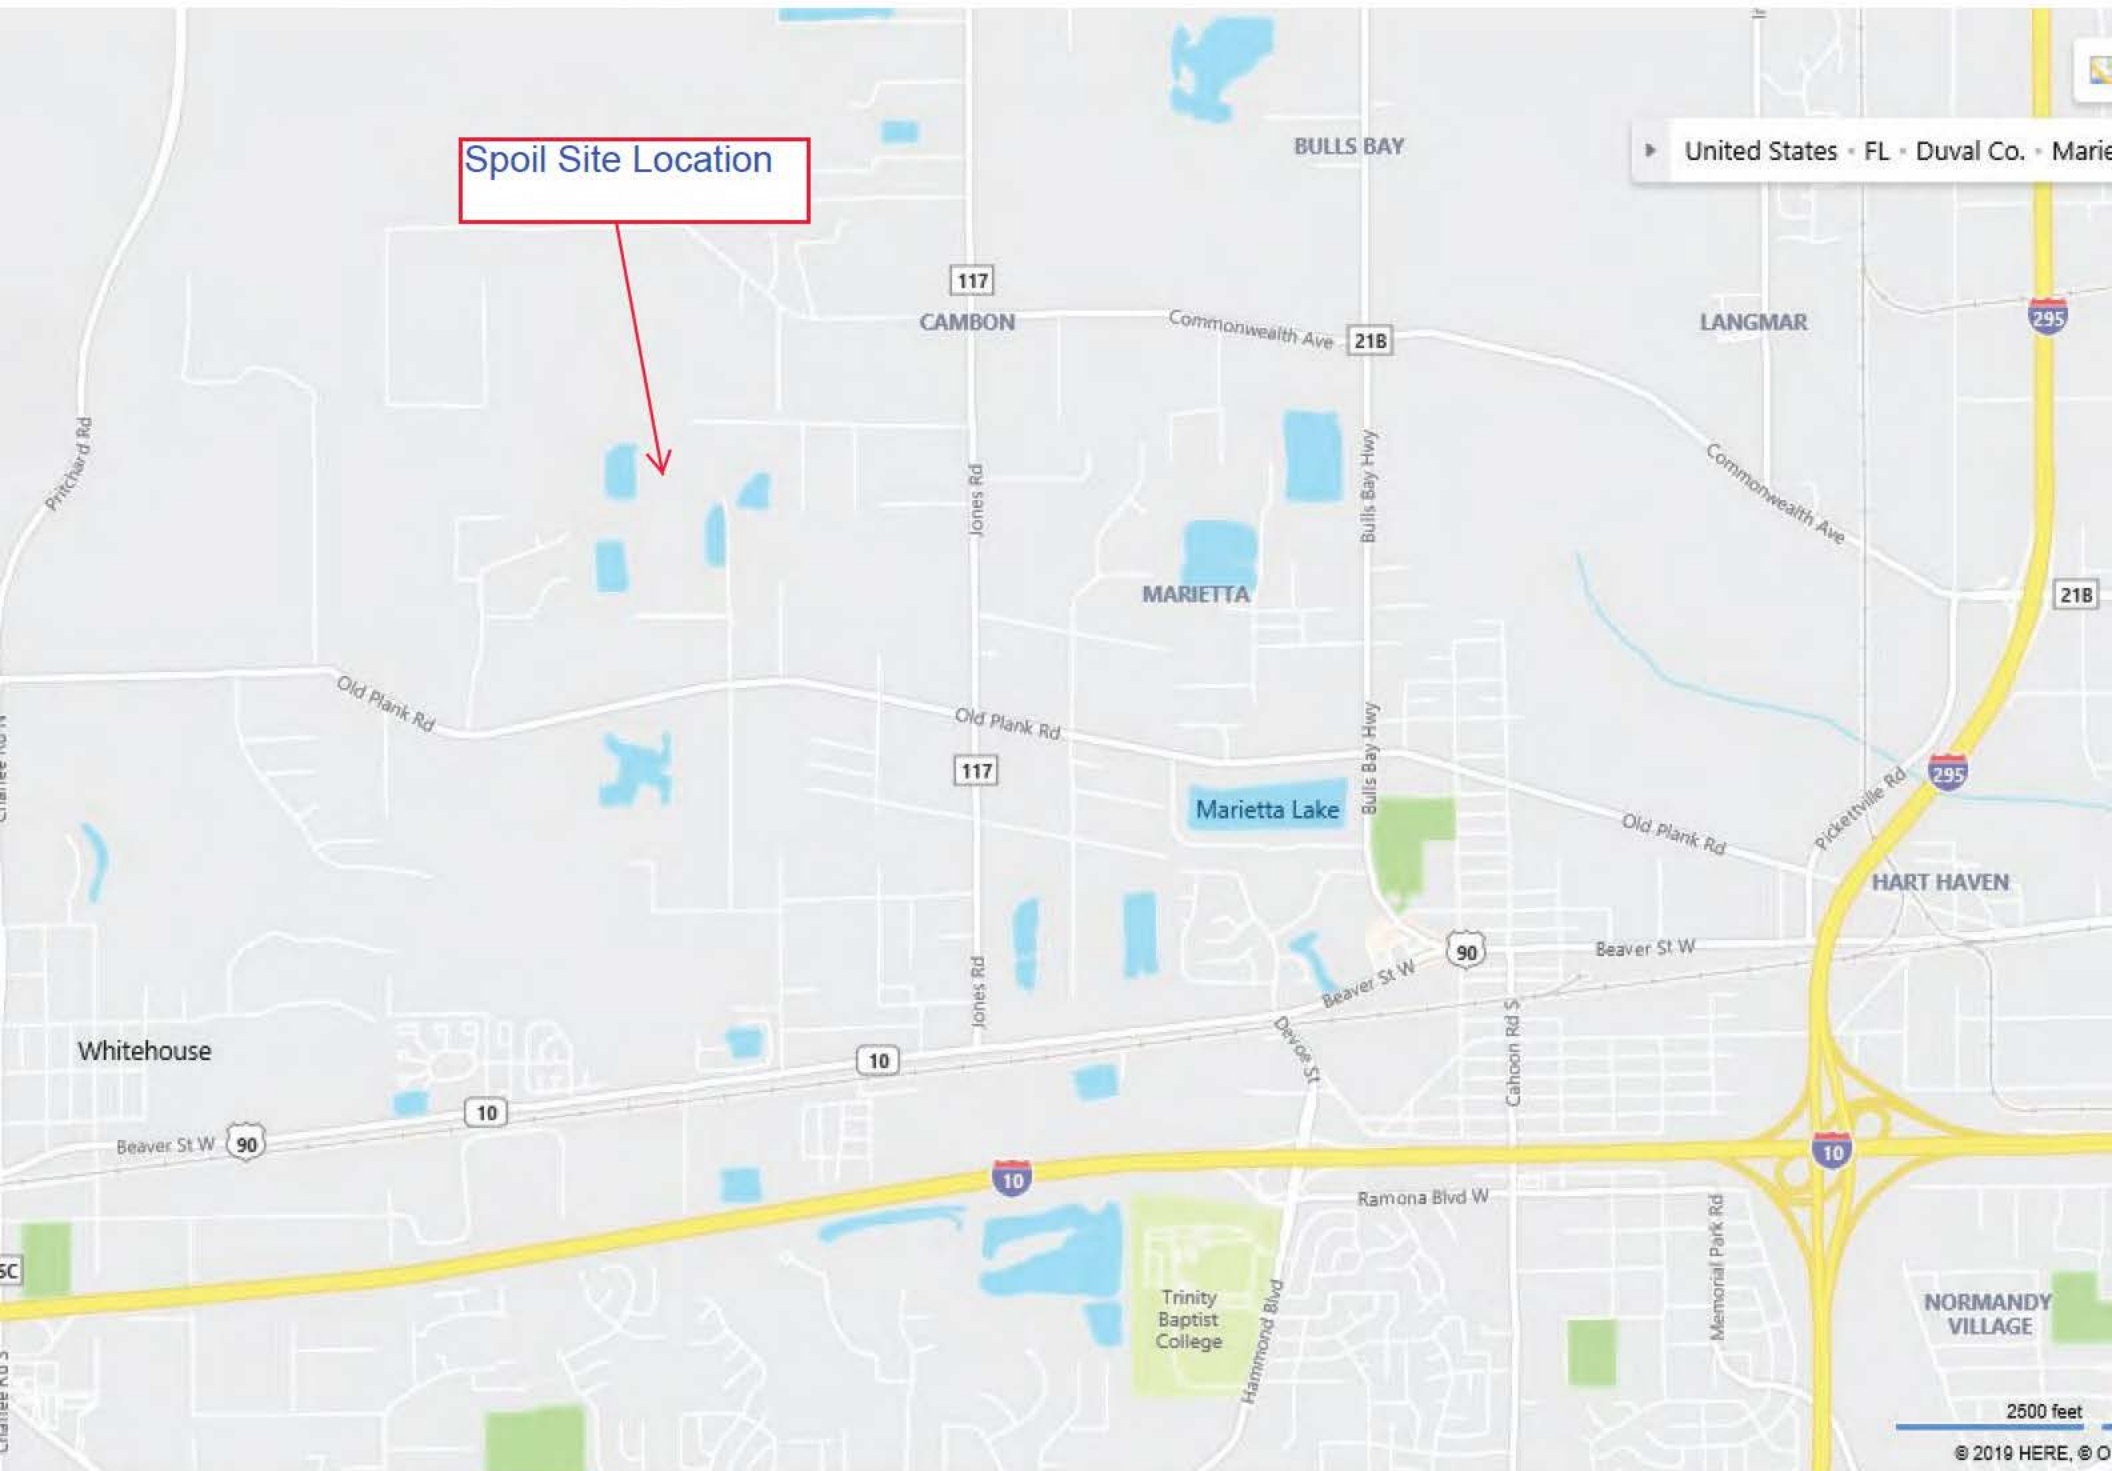 BULLS BAY
United States • FL • Duval Co. •
Spoil Site Location
117
CAMBON
Commonwealth Ave
21B
LANGMAR
295
Pritchard Rd
Jones Rd
Bulls Bay Hwy
Commonwealth Ave
MARIETTA
21B
Old Plank Rd
Old Plank Rd
117
Bulls Bay Hwy
295
Marietta Lake
Old Plank Rd
Pickettville Rd
HART HAVEN
90
Beaver St W
Beaver St W
Jones Rd
Whitehouse
10
Devoe St
Cahoon Rd S
10
Beaver St W
90
10
10
Ramona Blvd W
Memorial Park Rd
Trinity
Baptist
College
Hammond Blvd
NORMANDY
VILLAGE
2500 feet
© 2019 HERE, ©